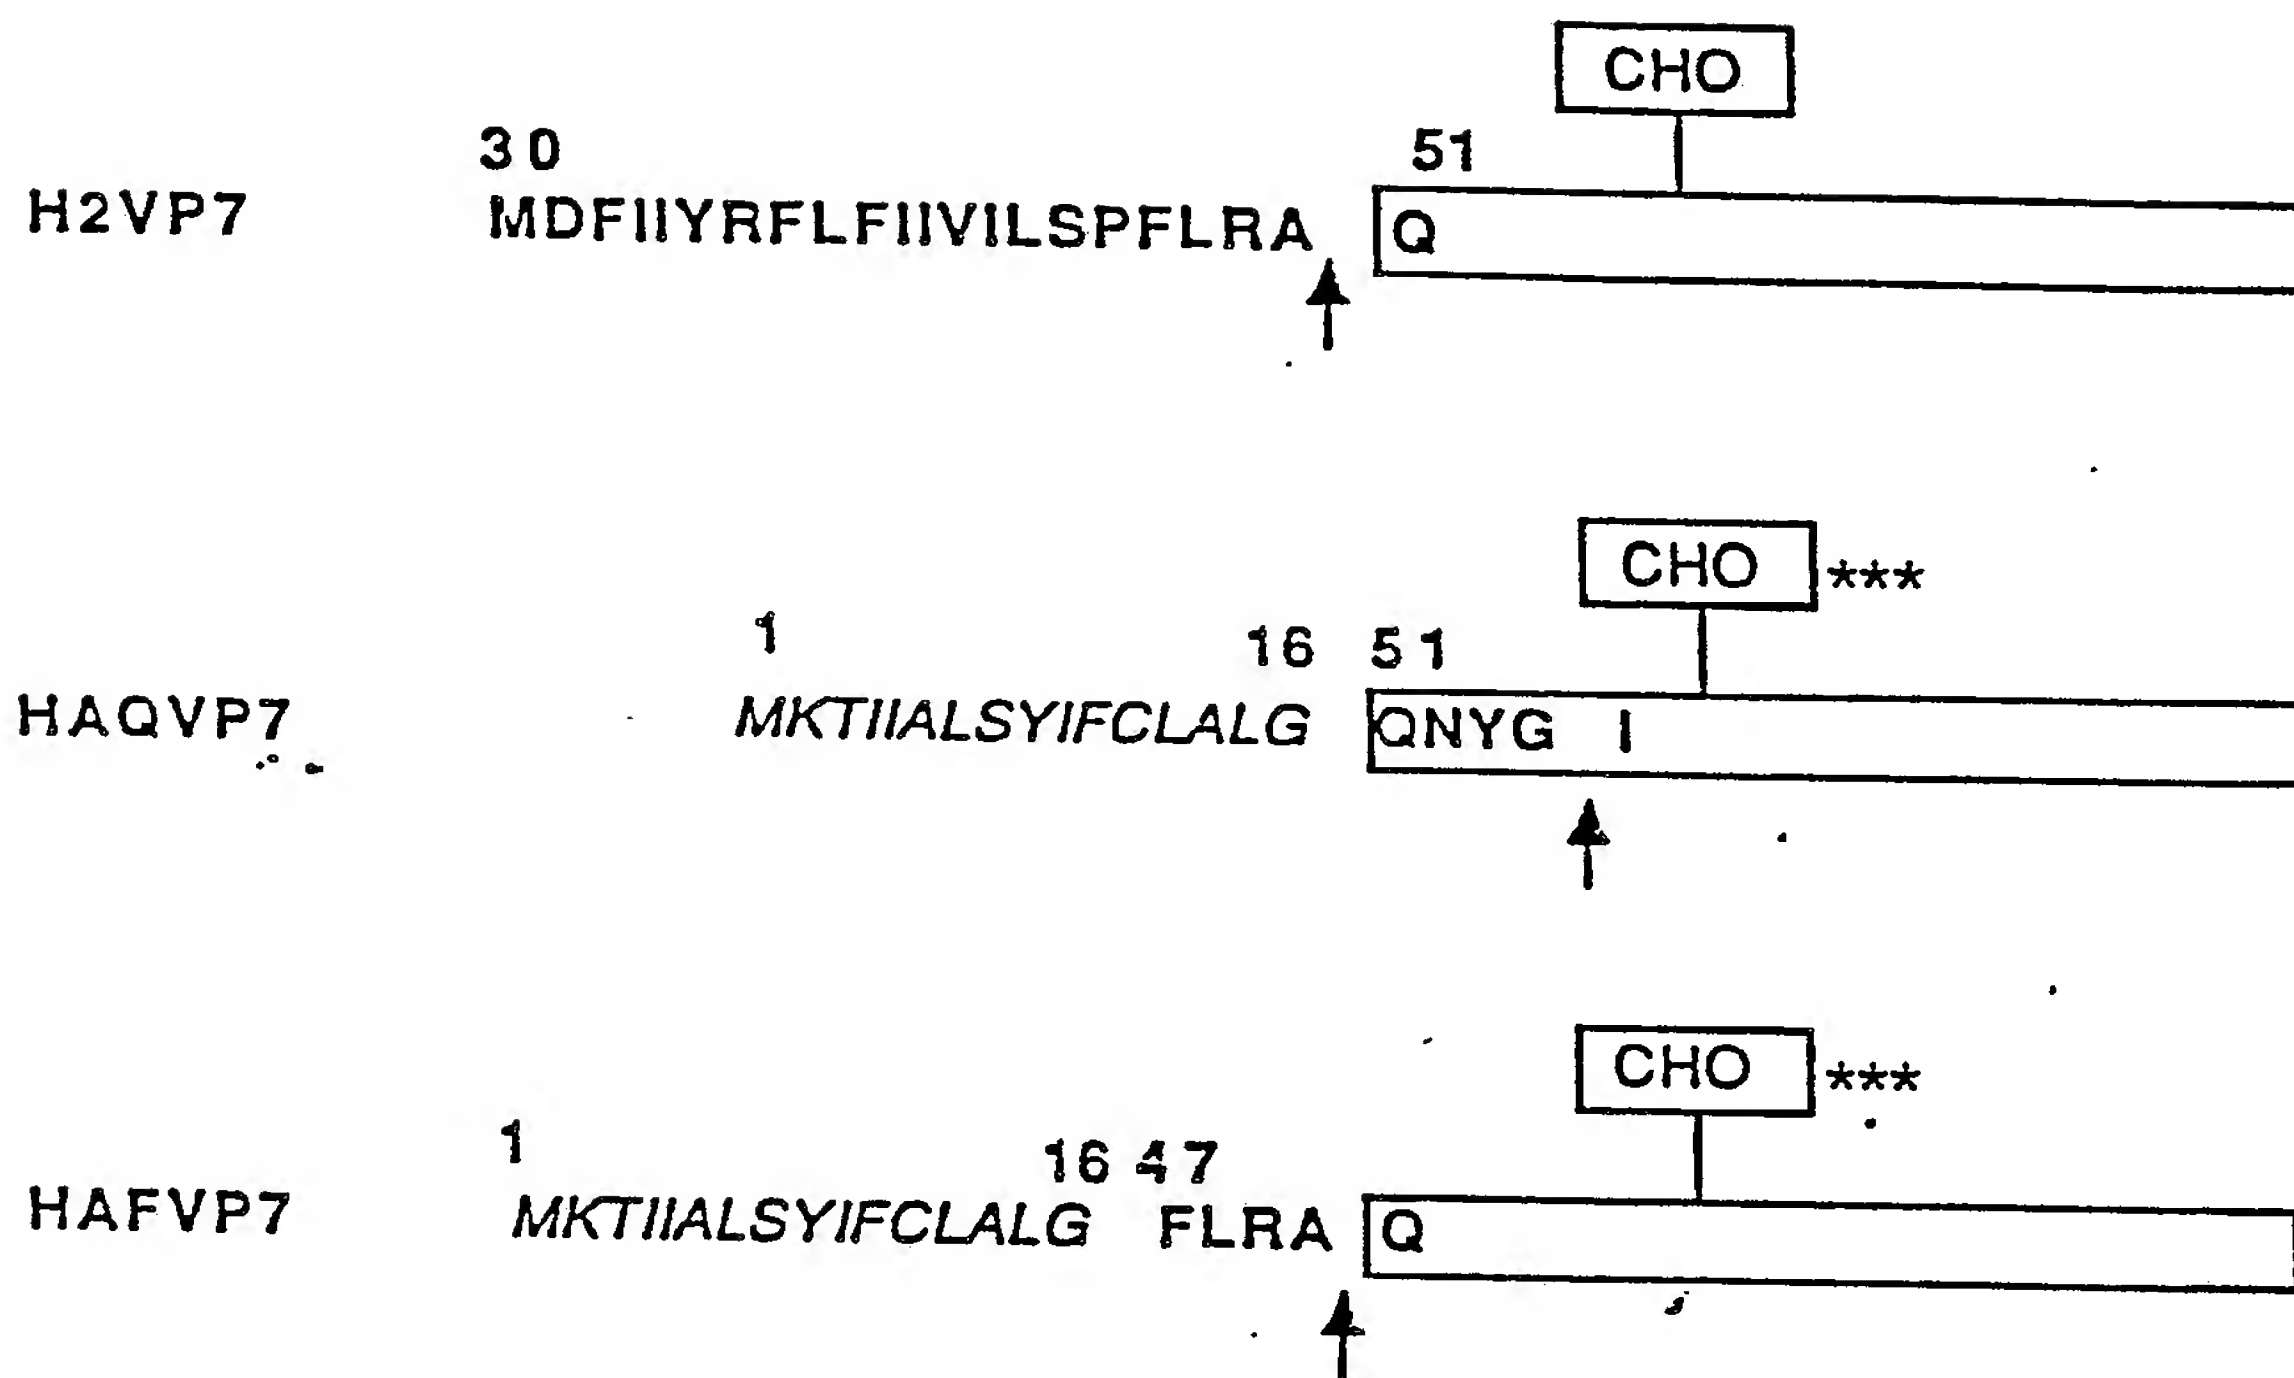 CHO
30 51
H2VP7 MDFIIYRFLFIIVILSPFLRA Q
CHO ***
1 16 51
HAQVP7 MKTIIALSYIFCLALG QNYG I
CHO ***
1 16 47
HAFVP7 MKTIIALSYIFCLALG FLRA Q